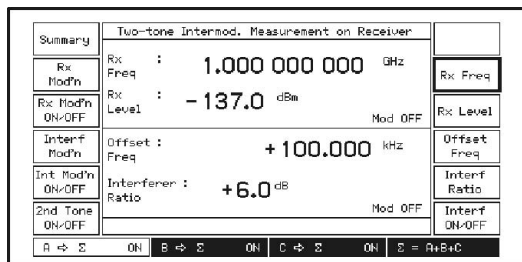 Two-tone Intermod. Measurement on Receiver
Summary
Rx Mod'n
Rx Mod'n ON/OFF
Interf Mod'n
Int Mod'n ON/OFF
2nd Tone ON/OFF
Rx Freq : 1.000 000 000 GHz
Rx Level : -137.0 dBm
Mod OFF
Offset Freq : +100.000 kHz
Interferer Ratio : +6.0 dB
Mod OFF
Rx Freq
Rx Level
Offset Freq
Interf Ratio
Interf ON/OFF
A ⇨ Σ ON B ⇨ Σ ON C ⇨ Σ ON Σ = A+B+C